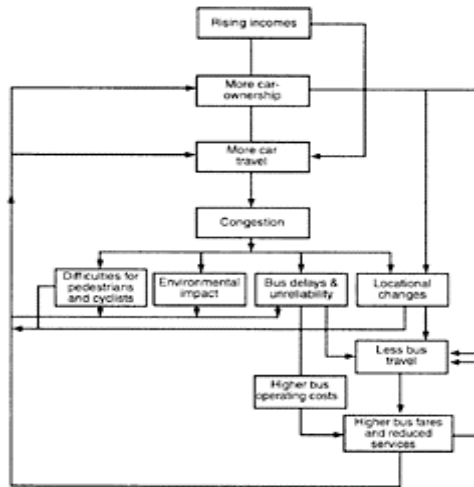 Rising incomes
More car-
ownership
More car
travel
Congestion
Difficulties for
pedestrians
and cyclists
Environmental
impact
Bus delays &
unreliability
Locational
changes
Less bus
travel
Higher bus
operating costs
Higher bus fares
and reduced
services